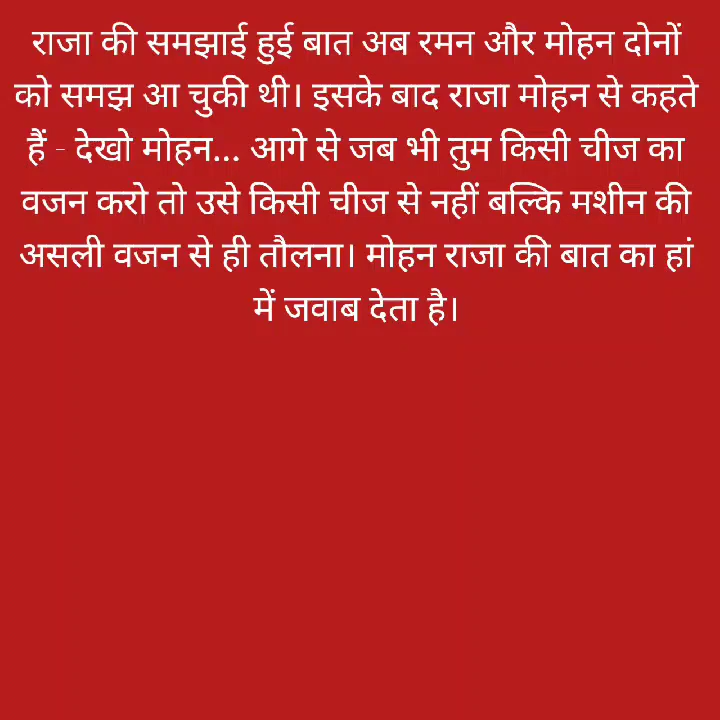 राजा की समझाई हुई बात अब रमन और मोहन दोनों
को समझ आ चुकी थी। इसके बाद राजा मोहन से कहते
हैं - देखो मोहन... आगे से जब भी तुम किसी चीज का
वजन करो तो उसे किसी चीज से नहीं बल्कि मशीन की
असली वजन से ही तौलना। मोहन राजा की बात का हां
में जवाब देता है।